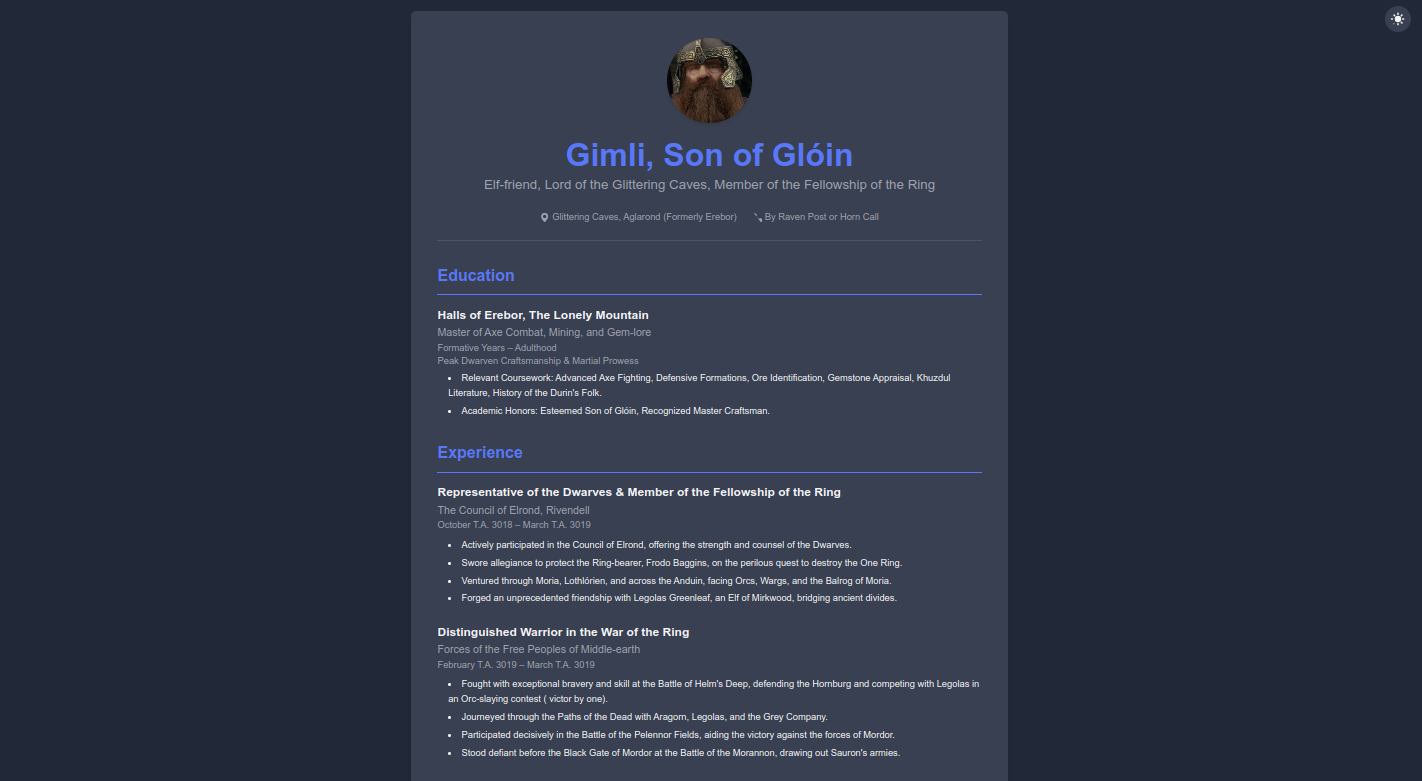 Gimli, Son of Glóin
Elf-friend, Lord of the Glittering Caves, Member of the Fellowship of the Ring
Glittering Caves, Aglarond (Formerly Erebor) By Raven Post or Horn Call
Education
Halls of Erebor, The Lonely Mountain
Master of Axe Combat, Mining, and Gem-lore
Formative Years – Adulthood
Peak Dwarven Craftsmanship & Martial Prowess
• Relevant Coursework: Advanced Axe Fighting, Defensive Formations, Ore Identification, Gemstone Appraisal, Khuzdul
Literature, History of the Durin's Folk.
• Academic Honors: Esteemed Son of Glóin, Recognized Master Craftsman.
Experience
Representative of the Dwarves & Member of the Fellowship of the Ring
The Council of Elrond, Rivendell
October T.A. 3018 – March T.A. 3019
• Actively participated in the Council of Elrond, offering the strength and counsel of the Dwarves.
• Swore allegiance to protect the Ring-bearer, Frodo Baggins, on the perilous quest to destroy the One Ring.
• Ventured through Moria, Lothlórien, and across the Anduin, facing Orcs, Wargs, and the Balrog of Moria.
• Forged an unprecedented friendship with Legolas Greenleaf, an Elf of Mirkwood, bridging ancient divides.
Distinguished Warrior in the War of the Ring
Forces of the Free Peoples of Middle-earth
February T.A. 3019 – March T.A. 3019
• Fought with exceptional bravery and skill at the Battle of Helm's Deep, defending the Hornburg and competing with Legolas in
an Orc-slaying contest ( victor by one).
• Journeyed through the Paths of the Dead with Aragorn, Legolas, and the Grey Company.
• Participated decisively in the Battle of the Pelennor Fields, aiding the victory against the forces of Mordor.
• Stood defiant before the Black Gate of Mordor at the Battle of the Morannon, drawing out Sauron's armies.